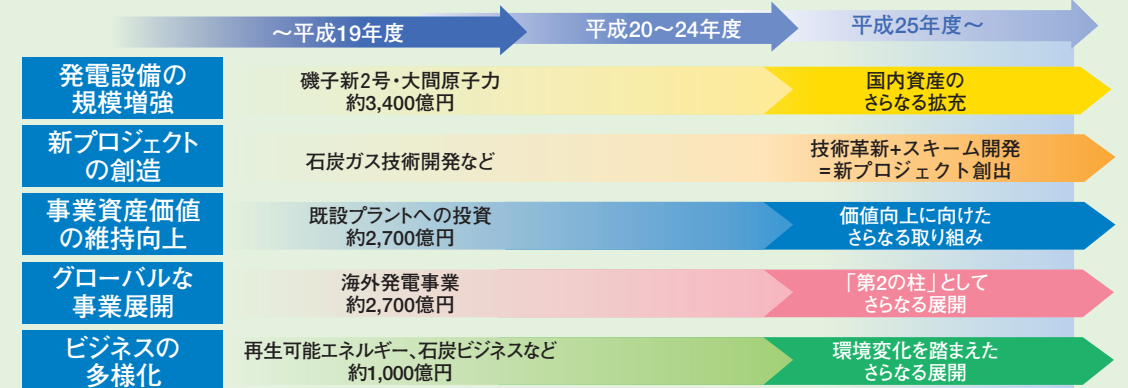 ～平成19年度
平成20～24年度
平成25年度～
発電設備の
規模増強
磯子新2号・大間原子力
約3,400億円
国内資産の
さらなる拡充
新プロジェクト
の創造
石炭ガス技術開発など
技術革新+スキーム開発
=新プロジェクト創出
事業資産価値
の維持向上
既設プラントへの投資
約2,700億円
価値向上に向けた
さらなる取り組み
グローバルな
事業展開
海外発電事業
約2,700億円
「第2の柱」として
さらなる展開
ビジネスの
多様化
再生可能エネルギー、石炭ビジネスなど
約1,000億円
環境変化を踏まえた
さらなる展開